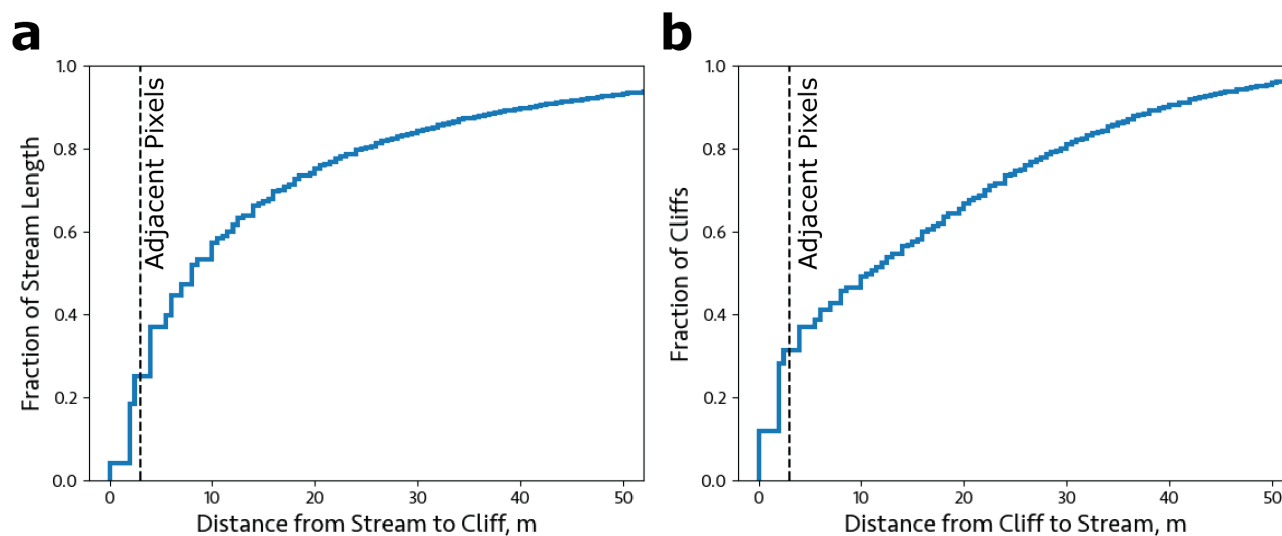 a
1.0
0.8
0.6
0.4
0.2
0.0
Fraction of Stream Length
Adjacent Pixels
0 10 20 30 40 50
Distance from Stream to Cliff, m
b
1.0
0.8
0.6
0.4
0.2
0.0
Fraction of Cliffs
Adjacent Pixels
0 10 20 30 40 50
Distance from Cliff to Stream, m